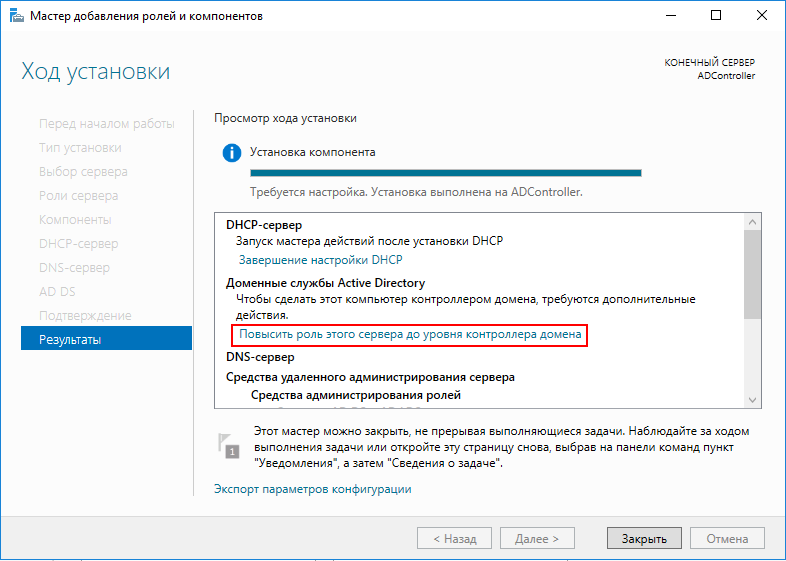 Мастер добавления ролей и компонентов
Ход установки
КОНЕЧНЫЙ СЕРВЕР
ADController
Перед началом работы
Тип установки
Выбор сервера
Роли сервера
Компоненты
DHCP-сервер
DNS-сервер
AD DS
Подтверждение
Результаты
Просмотр хода установки
Установка компонента
Требуется настройка. Установка выполнена на ADController.
DHCP-сервер
Запуск мастера действий после установки DHCP
Завершение настройки DHCP
Доменные службы Active Directory
Чтобы сделать этот компьютер контроллером домена, требуются дополнительные
действия.
Повысить роль этого сервера до уровня контроллера домена
DNS-сервер
Средства удаленного администрирования сервера
Средства администрирования ролей
1
Этот мастер можно закрыть, не прерывая выполняющиеся задачи. Наблюдайте за ходом
выполнения задачи или откройте эту страницу снова, выбрав на панели команд пункт
"Уведомления", а затем "Сведения о задаче".
Экспорт параметров конфигурации
< Назад
Далее >
Закрыть
Отмена